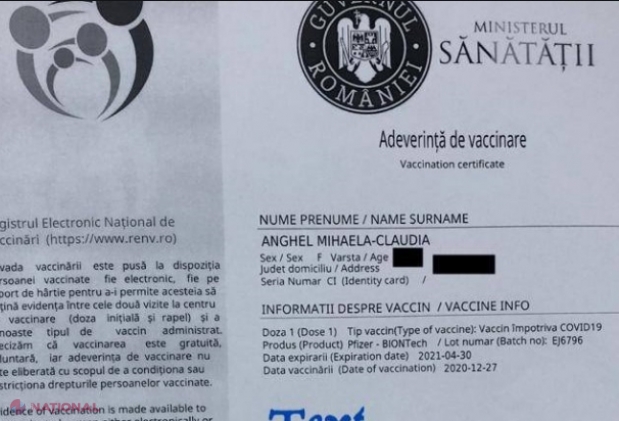 GUVERNUL ROMÂNIEI
MINISTERUL
SĂNĂTĂȚII
Adeverință de vaccinare
Vaccination certificate
gistrul Electronic Național de
ccinări (https://www.renv.ro)
vada vaccinării este pusă la dispoziția
rsoanei vaccinate fie electronic, fie pe
port de hârtie pentru a-i permite acesteia să
țină evidența între cele două vizite la centru
vaccinare (doza inițială și rapel) și a
noaste tipul de vaccin administrat.
ecizăm că vaccinarea este gratuită,
luntară, iar adeverința de vaccinare nu
te eliberată cu scopul de a condiționa sau
stricționa drepturile persoanelor vaccinate.
idence of vaccination is made available to
NAȚIONAL
NUME PRENUME / NAME SURNAME
ANGHEL MIHAELA-CLAUDIA
Sex / Sex F Varsta / Age
Judet domiciliu / Address
Seria Numar CI (Identity card) /
INFORMATII DESPRE VACCIN / VACCINE INFO
Doza 1 (Dose 1) Tip vaccin(Type of vaccine): Vaccin împotriva COVID19
Produs (Product) Pfizer - BIONTech / Lot numar (Batch no): EJ6796
Data expirarii (Expiration date) 2021-04-30
Data vaccinării (Date of vaccination) 2020-12-27